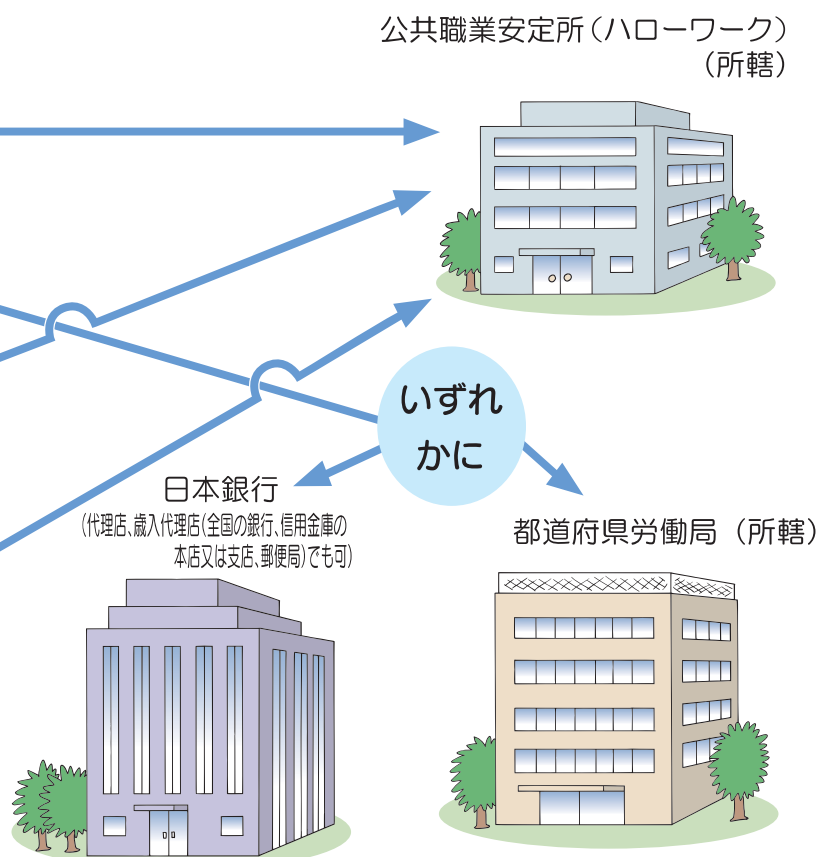 公共職業安定所（ハローワーク）
（所轄）
いずれ
かに
日本銀行
（代理店、歳入代理店（全国の銀行、信用金庫の
本店又は支店、郵便局）でも可）
都道府県労働局（所轄）